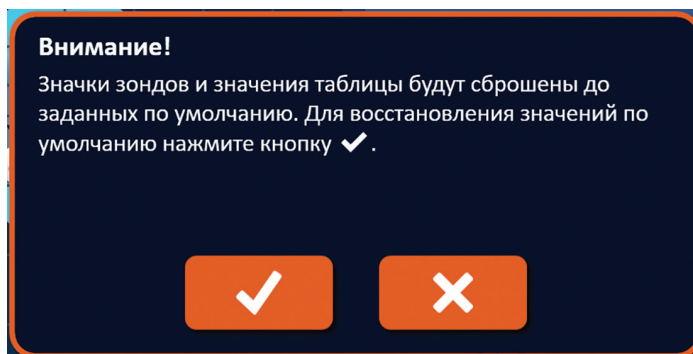 Внимание!
Значки зондов и значения таблицы будут сброшены до
заданных по умолчанию. Для восстановления значений по
умолчанию нажмите кнопку ✔.